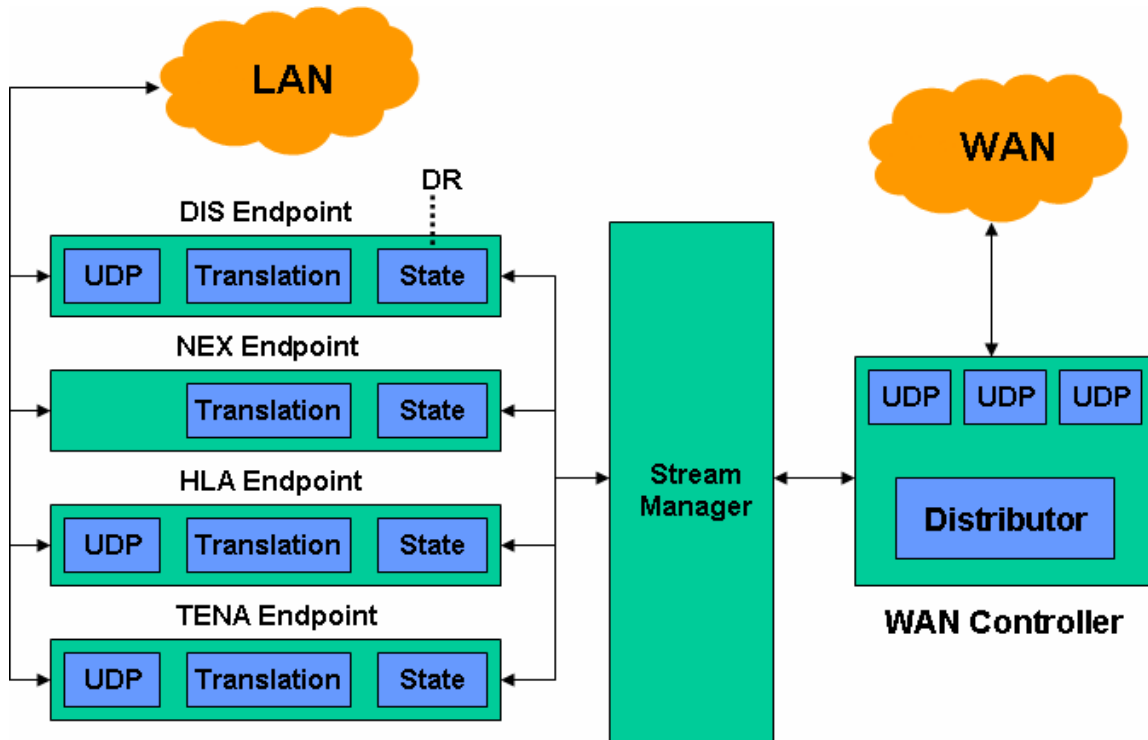 LAN
WAN
DR
DIS Endpoint
UDP Translation State
NEX Endpoint
Translation State
HLA Endpoint
UDP Translation State
TENA Endpoint
UDP Translation State
Stream
Manager
UDP UDP UDP
Distributor
WAN Controller